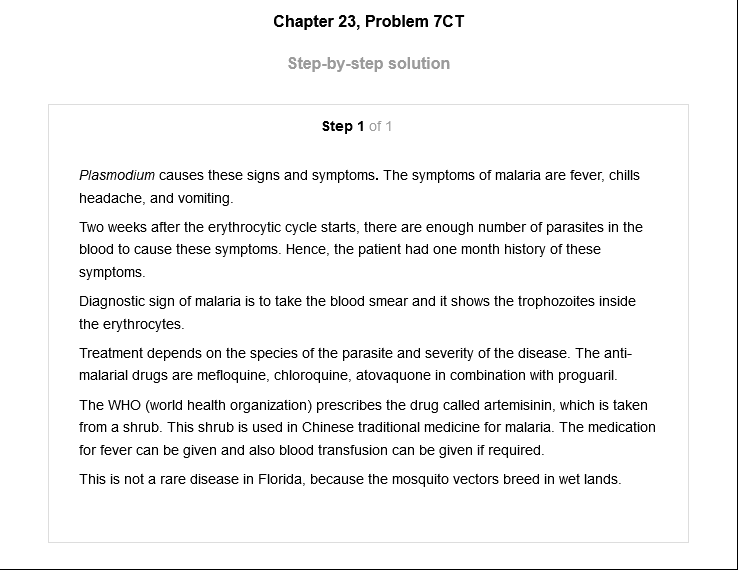 Chapter 23, Problem 7CT
Step-by-step solution
Step 1 of 1
Plasmodium causes these signs and symptoms. The symptoms of malaria are fever, chills
headache, and vomiting.
Two weeks after the erythrocytic cycle starts, there are enough number of parasites in the
blood to cause these symptoms. Hence, the patient had one month history of these
symptoms.
Diagnostic sign of malaria is to take the blood smear and it shows the trophozoites inside
the erythrocytes.
Treatment depends on the species of the parasite and severity of the disease. The anti-
malarial drugs are mefloquine, chloroquine, atovaquone in combination with proguaril.
The WHO (world health organization) prescribes the drug called artemisinin, which is taken
from a shrub. This shrub is used in Chinese traditional medicine for malaria. The medication
for fever can be given and also blood transfusion can be given if required.
This is not a rare disease in Florida, because the mosquito vectors breed in wet lands.